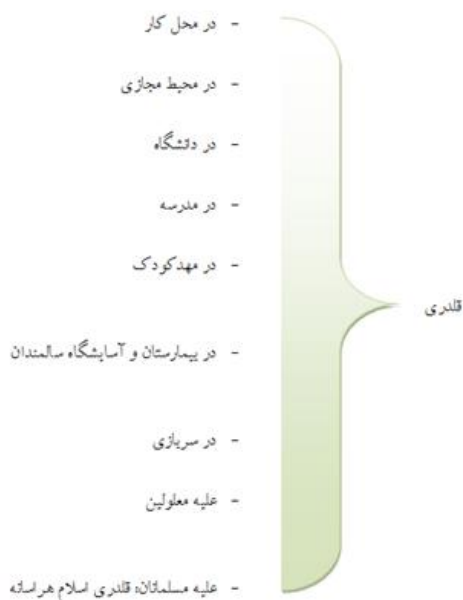 - در محل کار
- در محیط مجازی
- در دانشگاه
- در مدرسه
- در مهدکودک
قلدری
- در بیمارستان و آسایشگاه سالمندان
- در سربازی
- علیه معلولین
- علیه مسلمانان: قلدری اسلام هراسانه